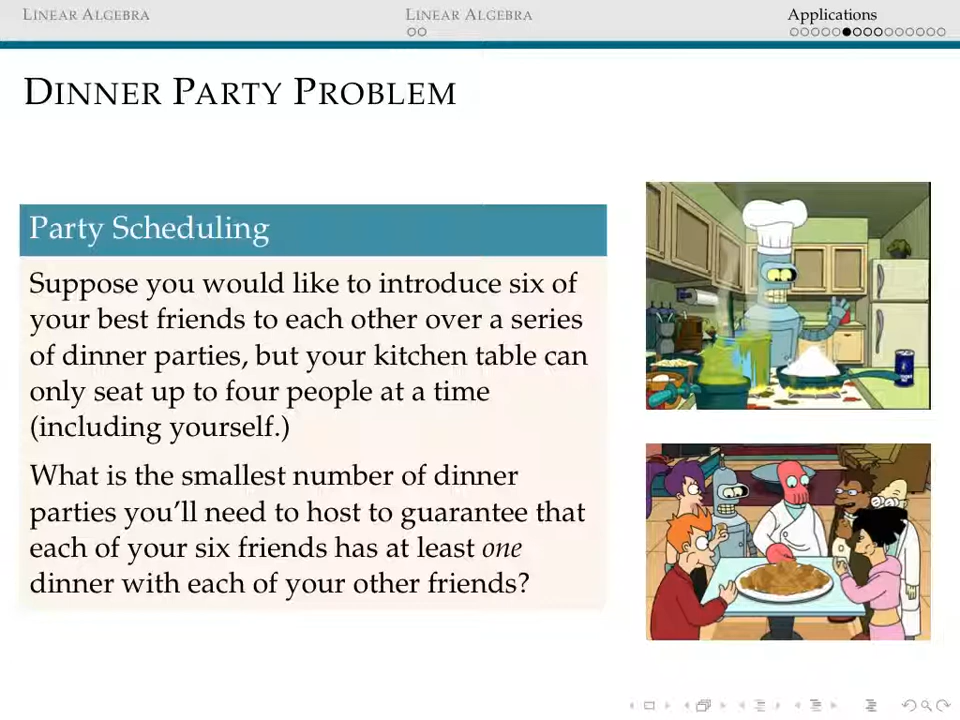 LINEAR ALGEBRA
LINEAR ALGEBRA
Applications
DINNER PARTY PROBLEM
Party Scheduling
Suppose you would like to introduce six of
your best friends to each other over a series
of dinner parties, but your kitchen table can
only seat up to four people at a time
(including yourself.)
What is the smallest number of dinner
parties you'll need to host to guarantee that
each of your six friends has at least one
dinner with each of your other friends?